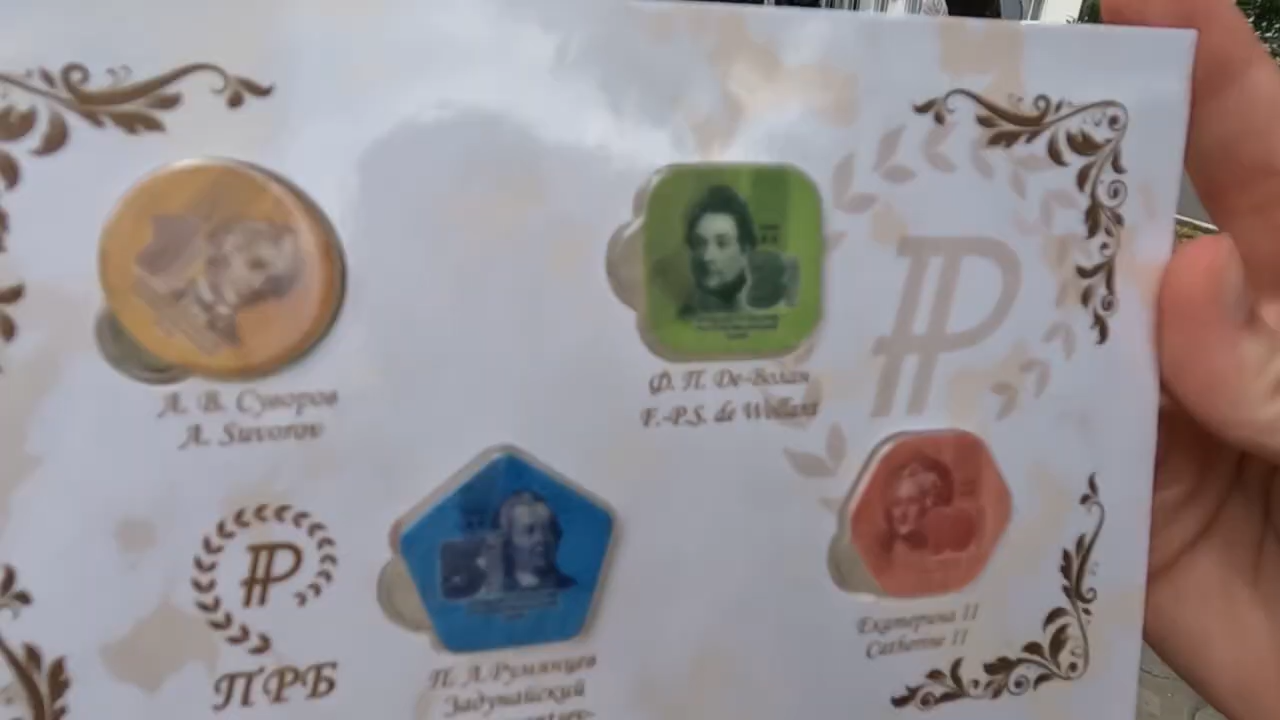 А. В. Суворов
A. Suvorov
Ф. П. Де-Волан
F.-P.S. de Wollant
ПРБ
П. А. Румянцев
Задунайский
Екатерина II
Catherine II